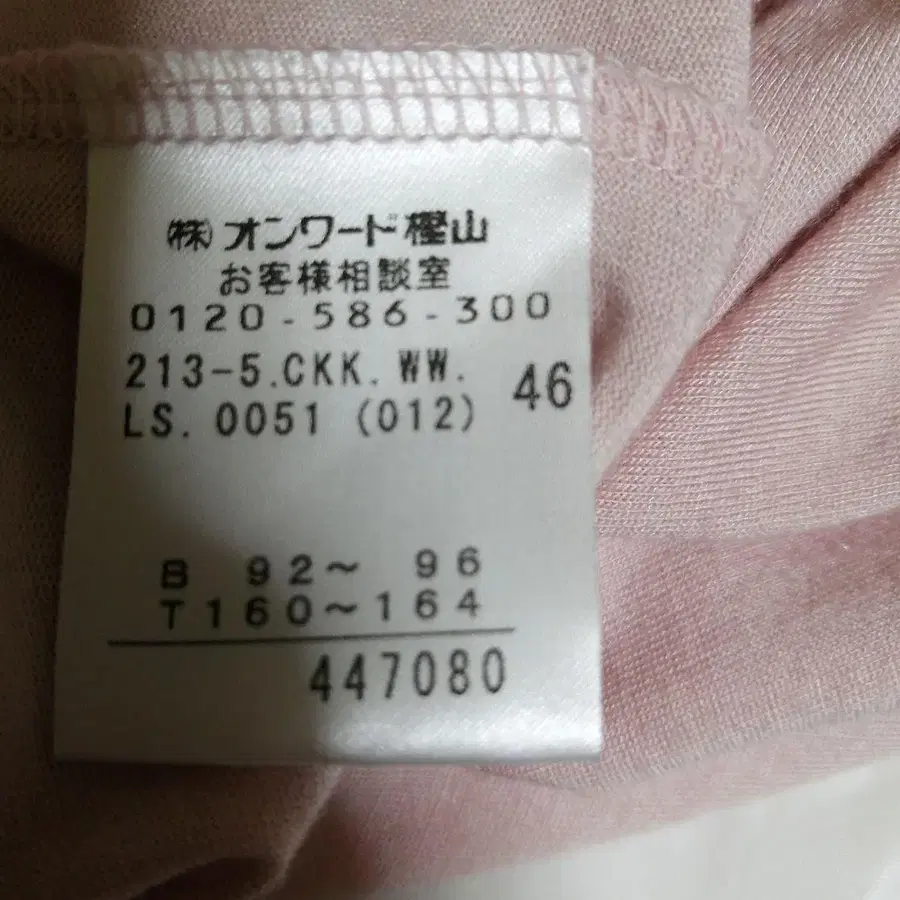 ㈱オンワード樫山
お客様相談室
0120-586-300
213-5.CKK.WW.
LS.0051 (012) 46
B 92～ 96
T160～164
447080